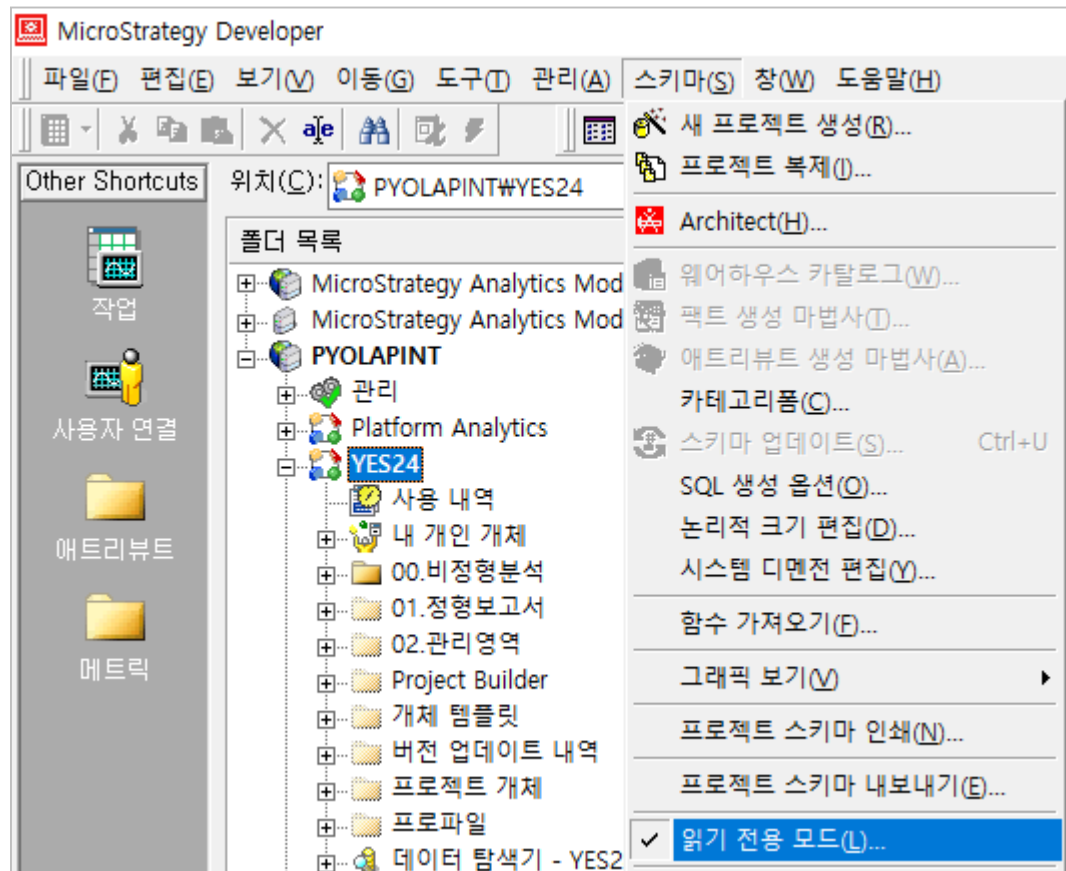 MicroStrategy Developer
파일(F) 편집(E) 보기(V) 이동(G) 도구(T) 관리(A) 스키마(S) 창(W) 도움말(H)
Other Shortcuts
작업
사용자 연결
애트리뷰트
메트릭
위치(C): PYOLAPINT₩YES24
폴더 목록
MicroStrategy Analytics Mod
MicroStrategy Analytics Mod
PYOLAPINT
관리
Platform Analytics
YES24
사용 내역
내 개인 개체
00.비정형분석
01.정형보고서
02.관리영역
Project Builder
개체 템플릿
버전 업데이트 내역
프로젝트 개체
프로파일
데이터 탐색기 - YES2
새 프로젝트 생성(R)...
프로젝트 복제(I)...
Architect(H)...
웨어하우스 카탈로그(W)...
팩트 생성 마법사(T)...
애트리뷰트 생성 마법사(A)...
카테고리폼(C)...
스키마 업데이트(S)... Ctrl+U
SQL 생성 옵션(O)...
논리적 크기 편집(D)...
시스템 디멘전 편집(Y)...
함수 가져오기(F)...
그래픽 보기(V)
프로젝트 스키마 인쇄(N)...
프로젝트 스키마 내보내기(E)...
읽기 전용 모드(L)...